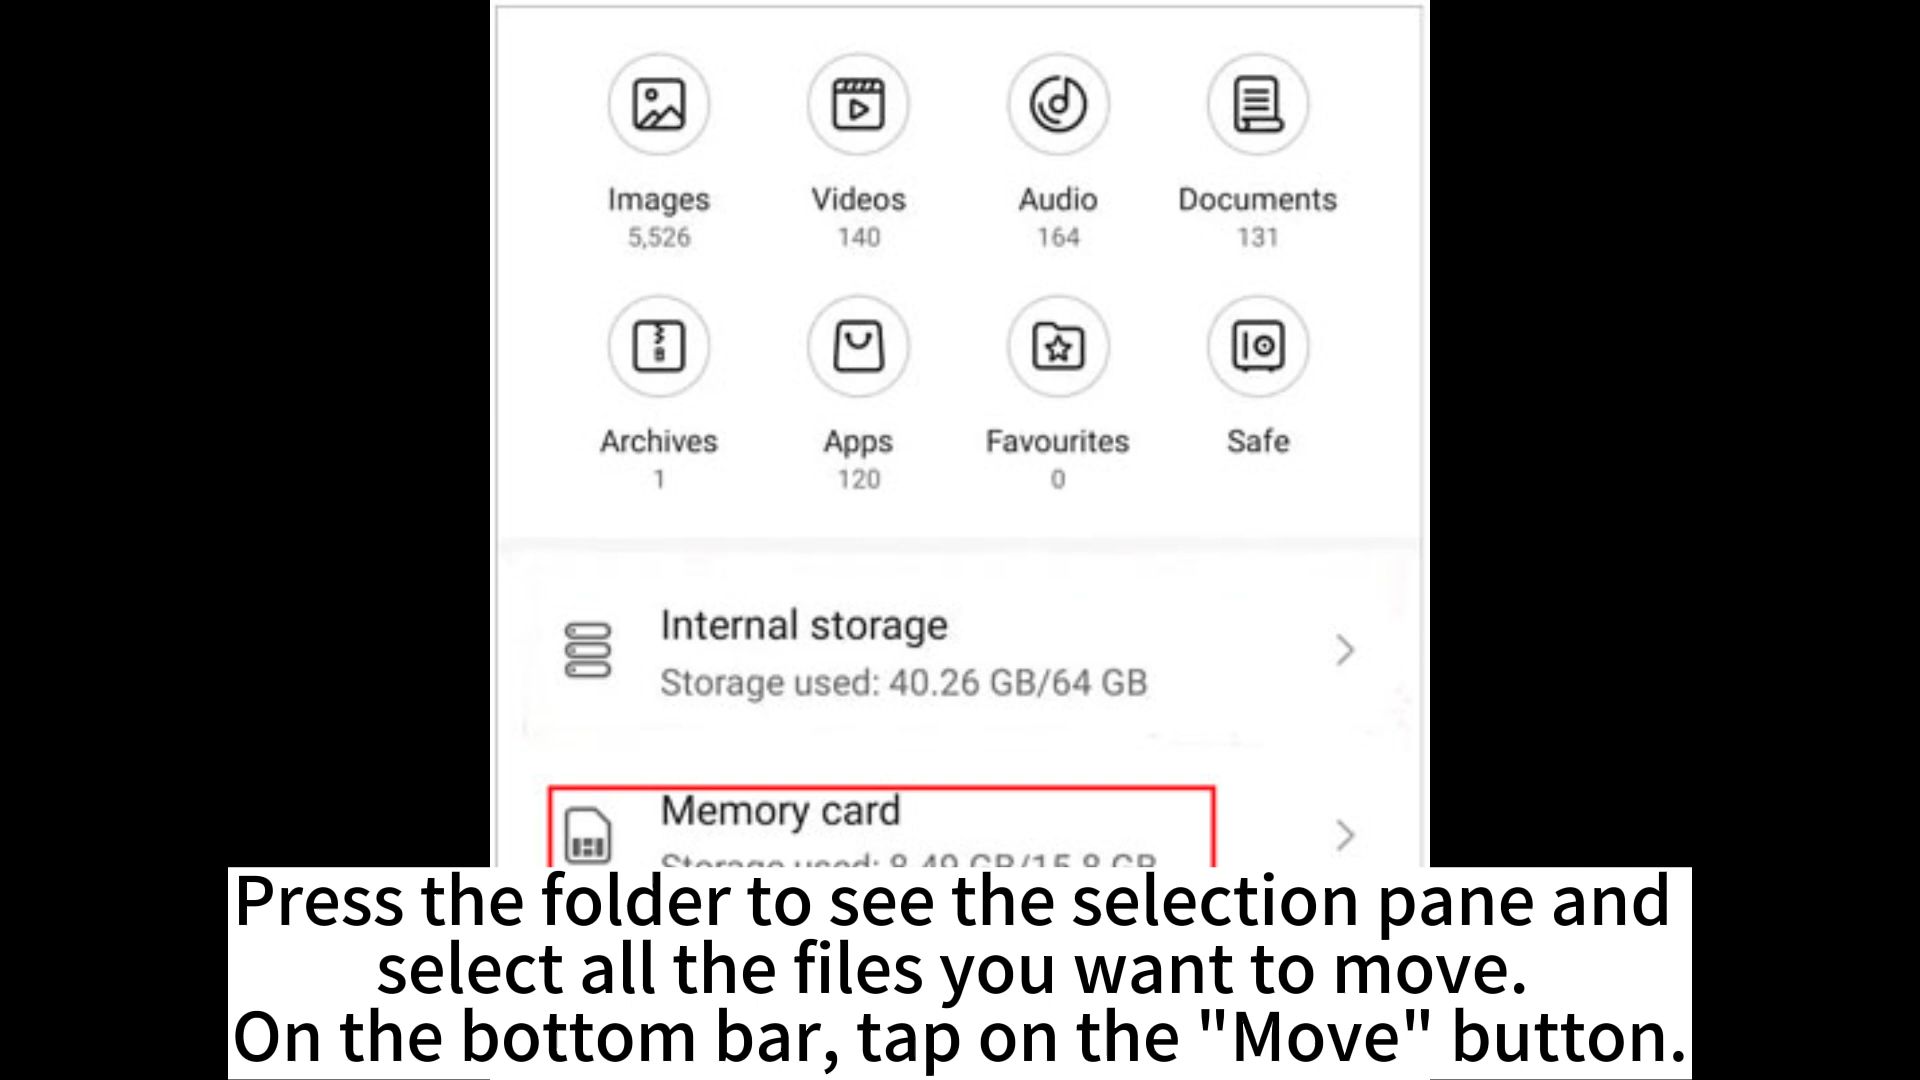 Images Videos Audio Documents
5,526 140 164 131
Archives Apps Favourites Safe
1 120 0
Internal storage
Storage used: 40.26 GB/64 GB
Memory card
Storage used: 8.49 GB/15.8 GB
Press the folder to see the selection pane and
select all the files you want to move.
On the bottom bar, tap on the "Move" button.